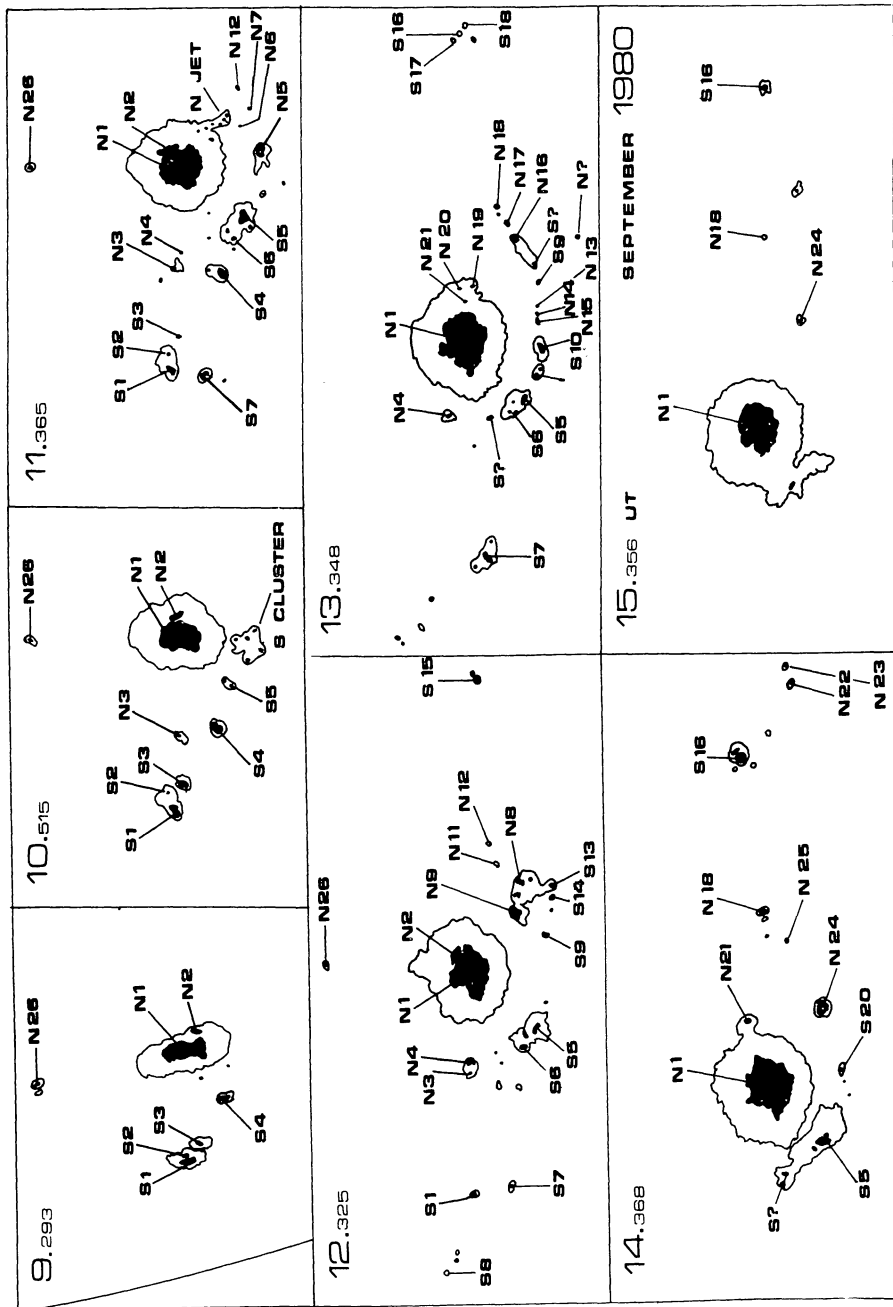 9.293
N26
N1
N2
S2
S3
S1
S4
10.515
N26
N1
N2
N3
S2
S3
S1
S4
S5
S CLUSTER
11.365
N26
N2
N1
N JET
N12
N7
N6
N5
N4
N3
S3
S2
S1
S7
S4
S6
S5
12.325
N26
S15
N2
N1
N9
N11
N12
N8
S13
S14
S9
N4
N3
S6
S5
S1
S7
S8
13.348
S16
S17
S18
N18
N17
N16
N?
S?
S9
N13
N14
N15
S10
N21
N20
N19
N1
N4
S?
S6
S5
S7
14.368
S16
N22
N23
N18
N25
N24
N21
S20
N1
S?
S5
15.356 UT
SEPTEMBER 1980
S16
N18
N24
N1